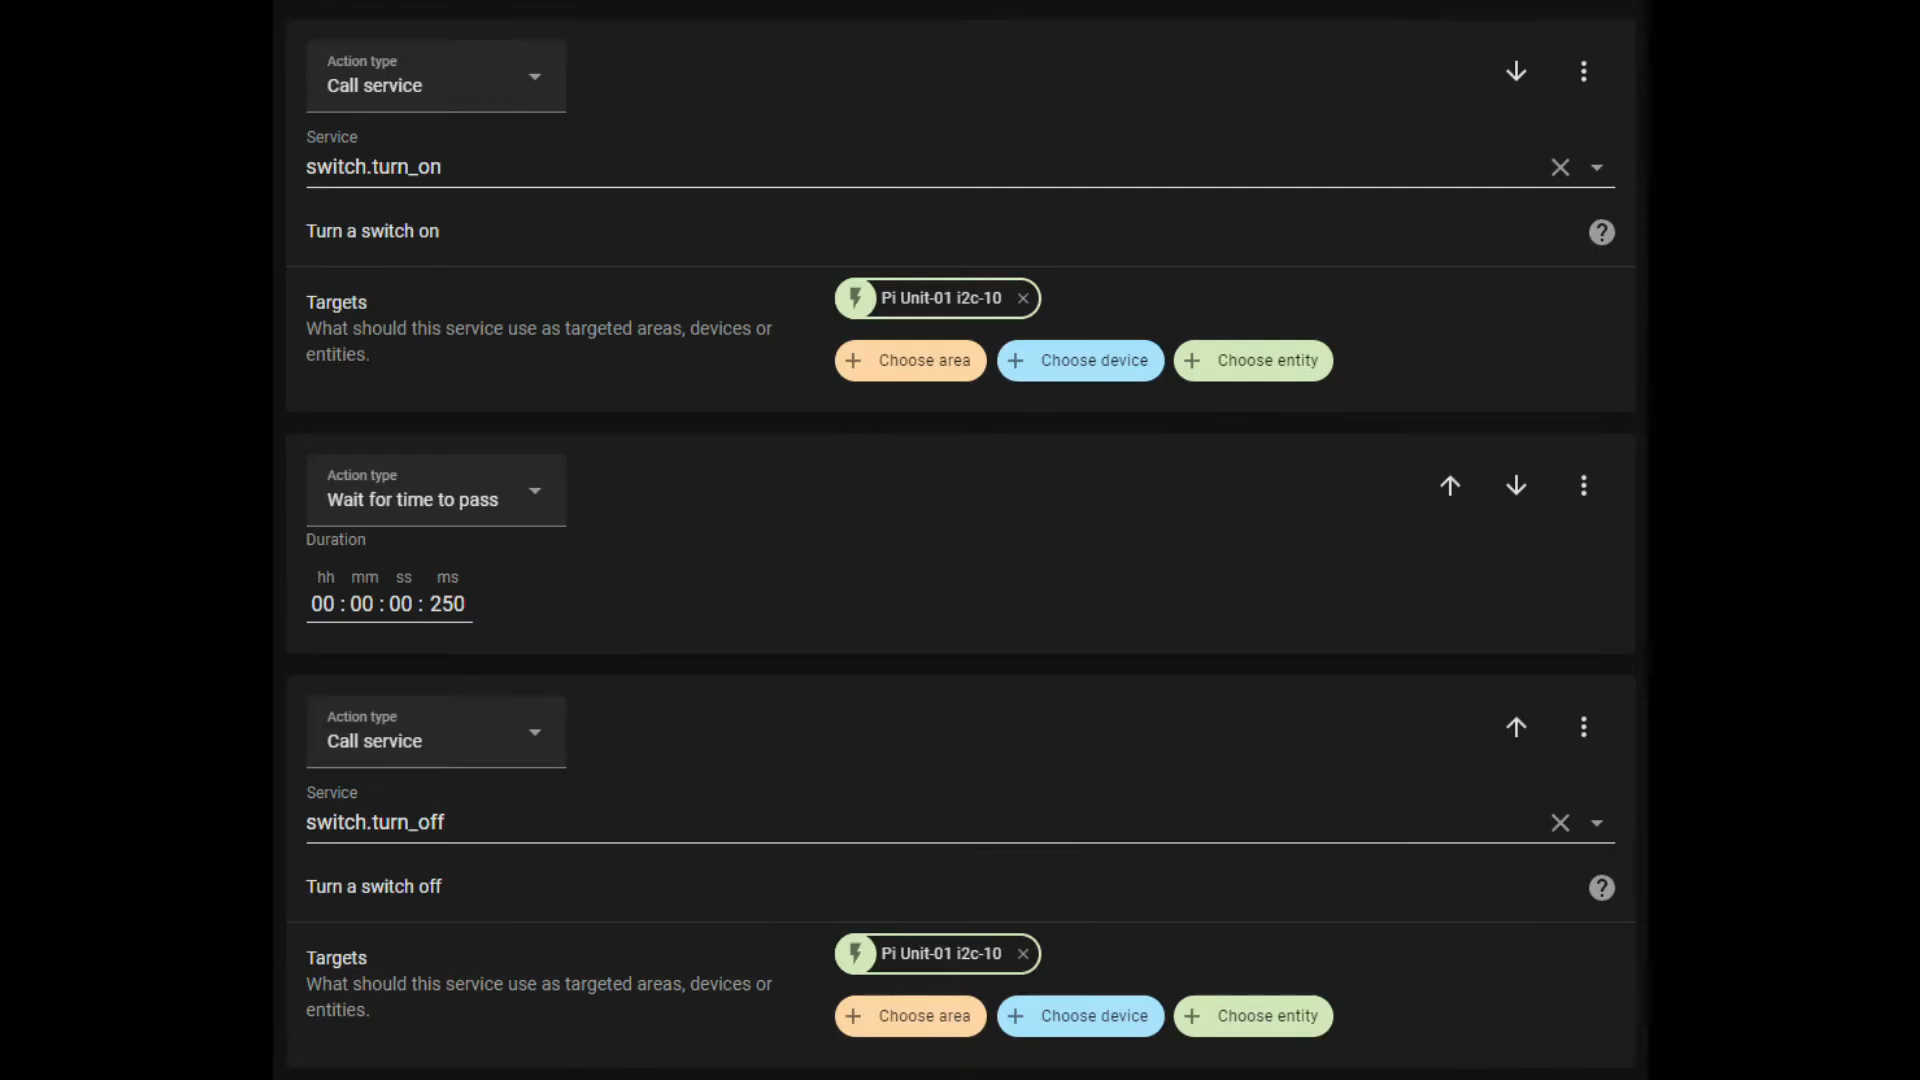 Action type
Call service
Service
switch.turn_on
Turn a switch on
Targets
What should this service use as targeted areas, devices or
entities.
Pi Unit-01 i2c-10
Choose area
Choose device
Choose entity
Action type
Wait for time to pass
Duration
hh mm ss ms
00 : 00 : 00 : 250
Action type
Call service
Service
switch.turn_off
Turn a switch off
Targets
What should this service use as targeted areas, devices or
entities.
Pi Unit-01 i2c-10
Choose area
Choose device
Choose entity